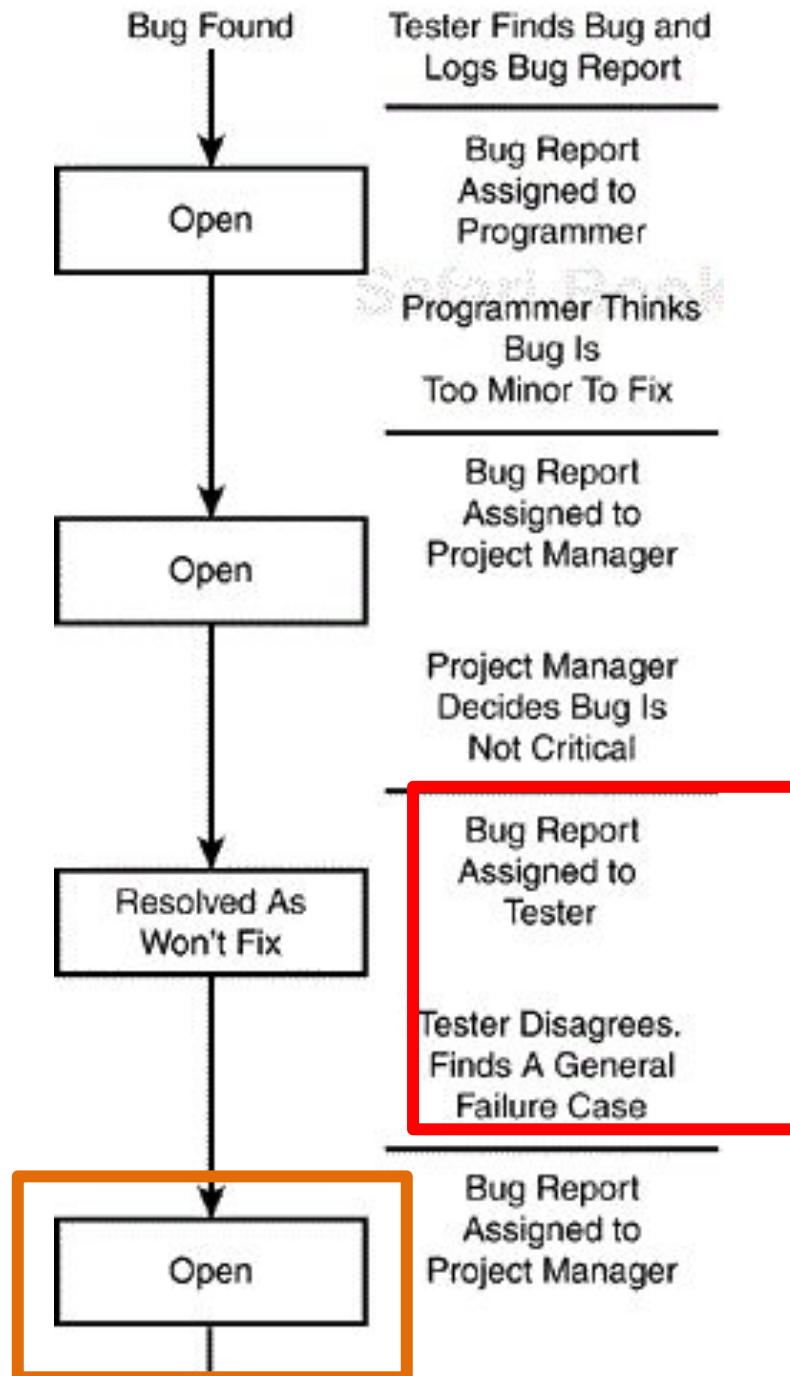 Bug Found
Tester Finds Bug and
Logs Bug Report
Open
Bug Report
Assigned to
Programmer
Safari Book
Programmer Thinks
Bug Is
Too Minor To Fix
Open
Bug Report
Assigned to
Project Manager
Project Manager
Decides Bug Is
Not Critical
Resolved As
Won't Fix
Bug Report
Assigned to
Tester
Tester Disagrees.
Finds A General
Failure Case
Open
Bug Report
Assigned to
Project Manager